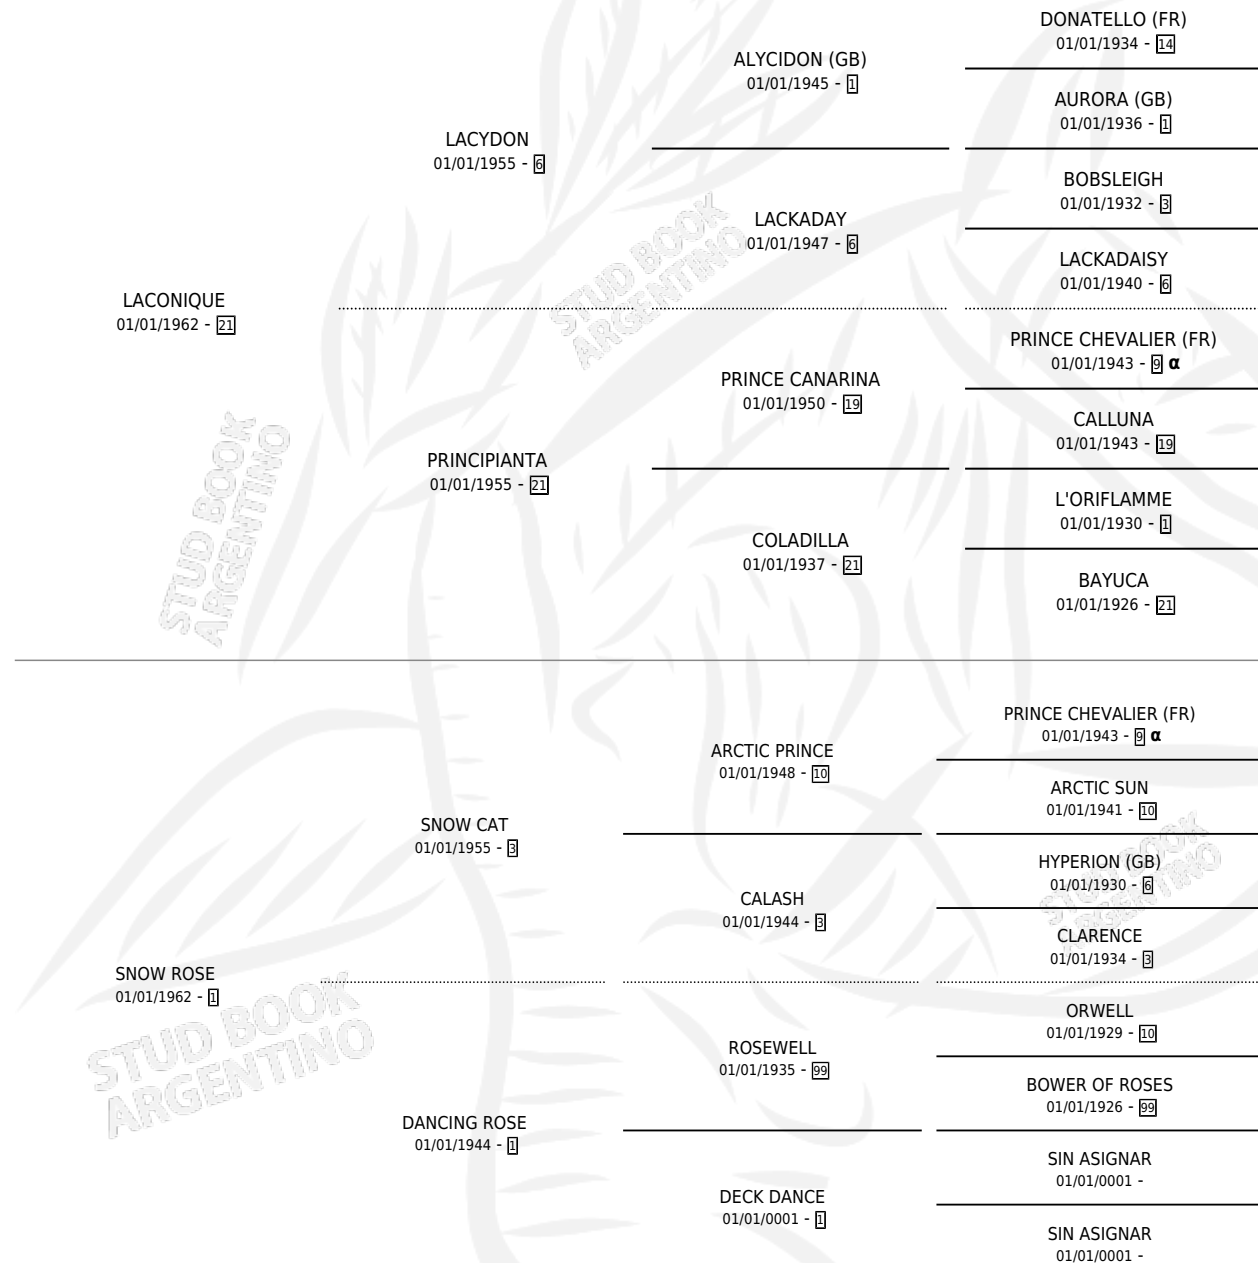 DONATELLO (FR)
01/01/1934 - 14
ALYCIDON (GB)
01/01/1945 - 1
AURORA (GB)
01/01/1936 - 1
LACYDON
01/01/1955 - 6
BOBSLEIGH
01/01/1932 - 3
LACKADAY
01/01/1947 - 6
LACKADAISY
01/01/1940 - 6
LACONIQUE
01/01/1962 - 21
PRINCE CHEVALIER (FR)
01/01/1943 - 9 α
PRINCE CANARINA
01/01/1950 - 19
CALLUNA
01/01/1943 - 19
PRINCIPIANTA
01/01/1955 - 21
L'ORIFLAMME
01/01/1930 - 1
COLADILLA
01/01/1937 - 21
BAYUCA
01/01/1926 - 21
PRINCE CHEVALIER (FR)
01/01/1943 - 9 α
ARCTIC PRINCE
01/01/1948 - 10
ARCTIC SUN
01/01/1941 - 10
SNOW CAT
01/01/1955 - 3
HYPERION (GB)
01/01/1930 - 6
CALASH
01/01/1944 - 3
CLARENCE
01/01/1934 - 3
SNOW ROSE
01/01/1962 - 1
ORWELL
01/01/1929 - 10
ROSEWELL
01/01/1935 - 99
BOWER OF ROSES
01/01/1926 - 99
DANCING ROSE
01/01/1944 - 1
SIN ASIGNAR
01/01/0001 -
DECK DANCE
01/01/0001 - 1
SIN ASIGNAR
01/01/0001 -
STUD BOOK
ARGENTINO
STUD BOOK
ARGENTINO
STUD BOOK
ARGENTINO
STUD BOOK
ARGENTINO